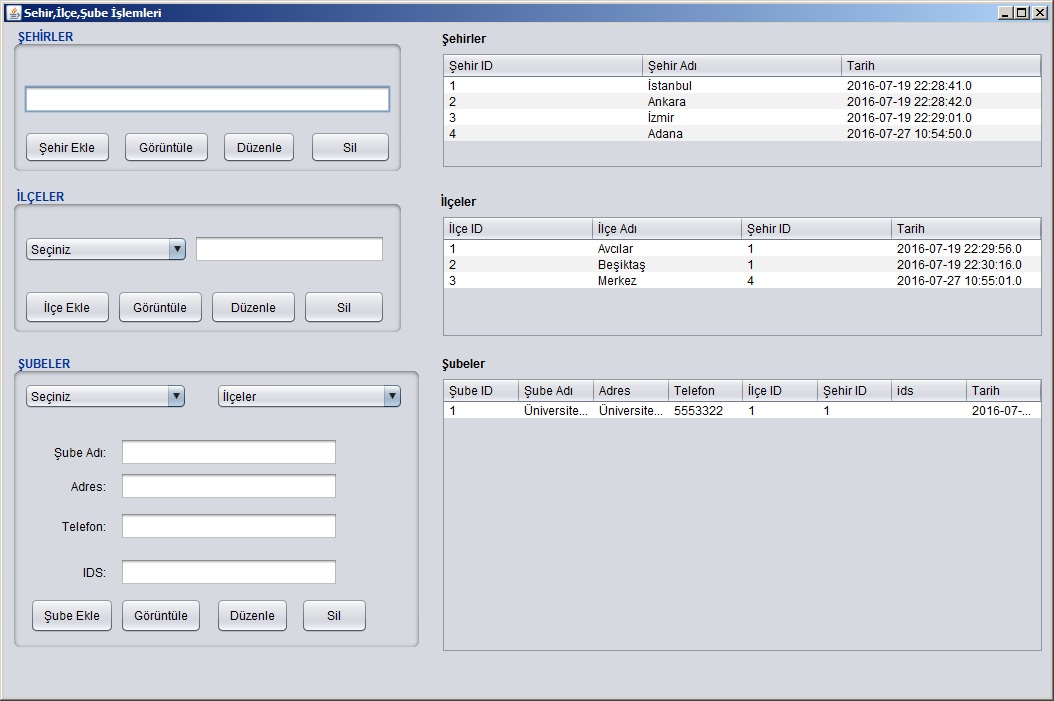 Sehir,İlçe,Şube İşlemleri
ŞEHİRLER
Şehir Ekle Görüntüle Düzenle Sil
Şehirler
Şehir ID Şehir Adı Tarih
1 İstanbul 2016-07-19 22:28:41.0
2 Ankara 2016-07-19 22:28:42.0
3 İzmir 2016-07-19 22:29:01.0
4 Adana 2016-07-27 10:54:50.0
İLÇELER
Seçiniz
İlçe Ekle Görüntüle Düzenle Sil
İlçeler
İlçe ID İlçe Adı Şehir ID Tarih
1 Avcılar 1 2016-07-19 22:29:56.0
2 Beşiktaş 1 2016-07-19 22:30:16.0
3 Merkez 4 2016-07-27 10:55:01.0
ŞUBELER
Seçiniz İlçeler
Şube Adı:
Adres:
Telefon:
IDS:
Şube Ekle Görüntüle Düzenle Sil
Şubeler
Şube ID Şube Adı Adres Telefon İlçe ID Şehir ID ids Tarih
1 Üniversite... Üniversite... 5553322 1 1 2016-07-...